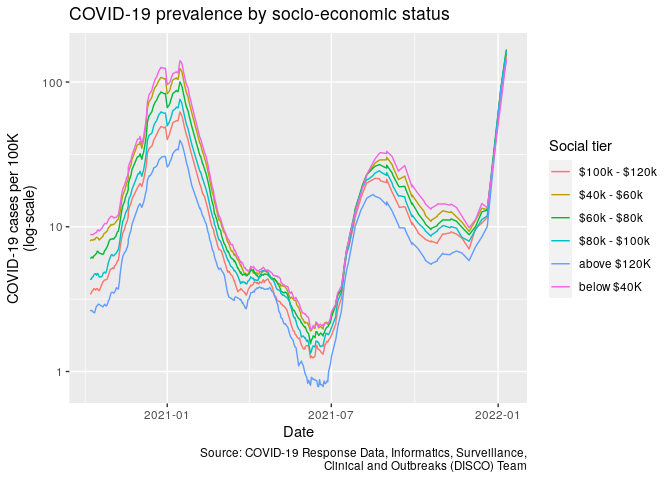 COVID-19 prevalence by socio-economic status
COVID-19 cases per 100K
(log-scale)
100
10
1
2021-01
2021-07
2022-01
Date
Social tier
$100k - $120k
$40k - $60k
$60k - $80k
$80k - $100k
above $120K
below $40K
Source: COVID-19 Response Data, Informatics, Surveillance,
Clinical and Outbreaks (DISCO) Team